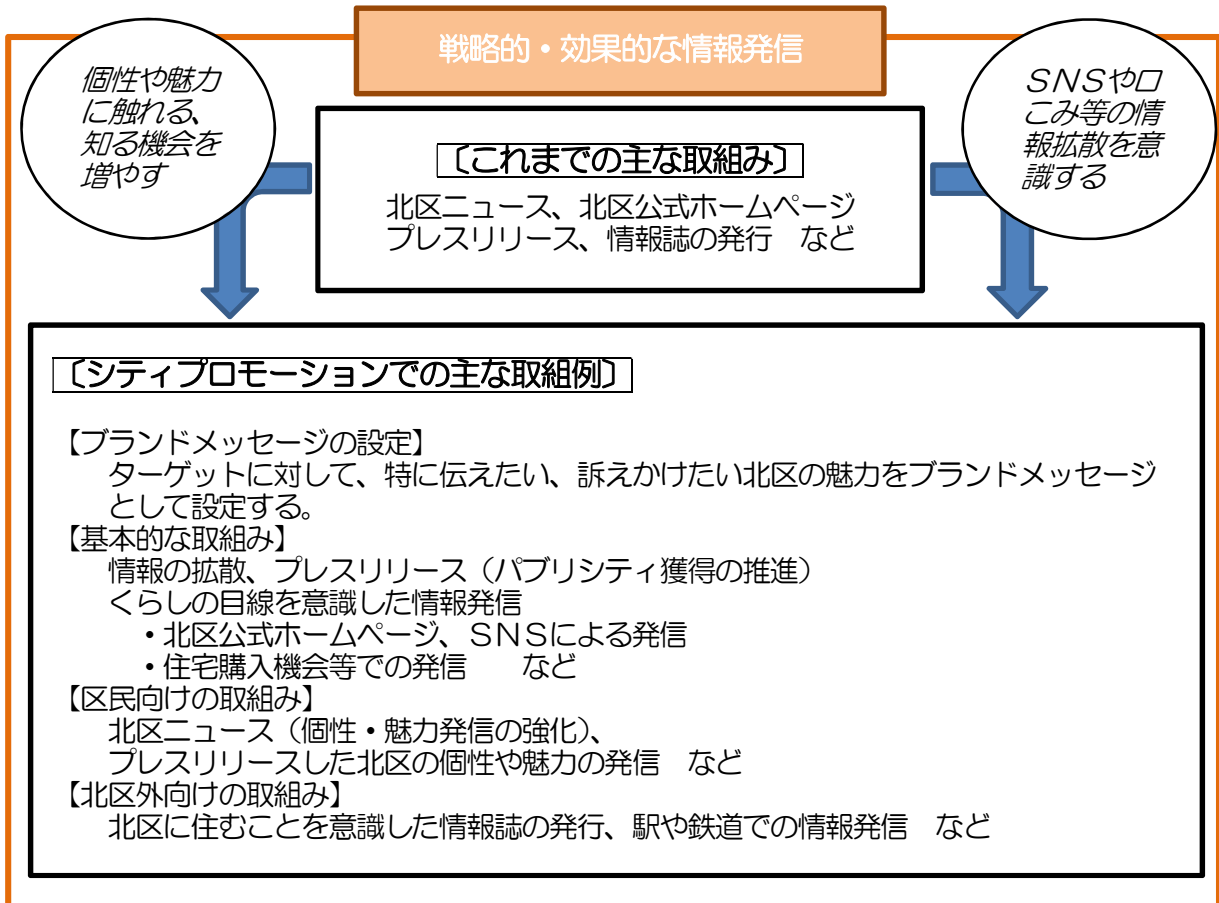 戦略的・効果的な情報発信
個性や魅力
に触れる、
知る機会を
増やす
SNSや口
こみ等の情
報拡散を意
識する
〔これまでの主な取組み〕
北区ニュース、北区公式ホームページ
プレスリリース、情報誌の発行　など
〔シティプロモーションでの主な取組例〕
【ブランドメッセージの設定】
ターゲットに対して、特に伝えたい、訴えかけたい北区の魅力をブランドメッセージ
として設定する。
【基本的な取組み】
情報の拡散、プレスリリース（パブリシティ獲得の推進）
くらしの目線を意識した情報発信
・北区公式ホームページ、SNSによる発信
・住宅購入機会等での発信　　など
【区民向けの取組み】
北区ニュース（個性・魅力発信の強化）、
プレスリリースした北区の個性や魅力の発信　など
【北区外向けの取組み】
北区に住むことを意識した情報誌の発行、駅や鉄道での情報発信　など